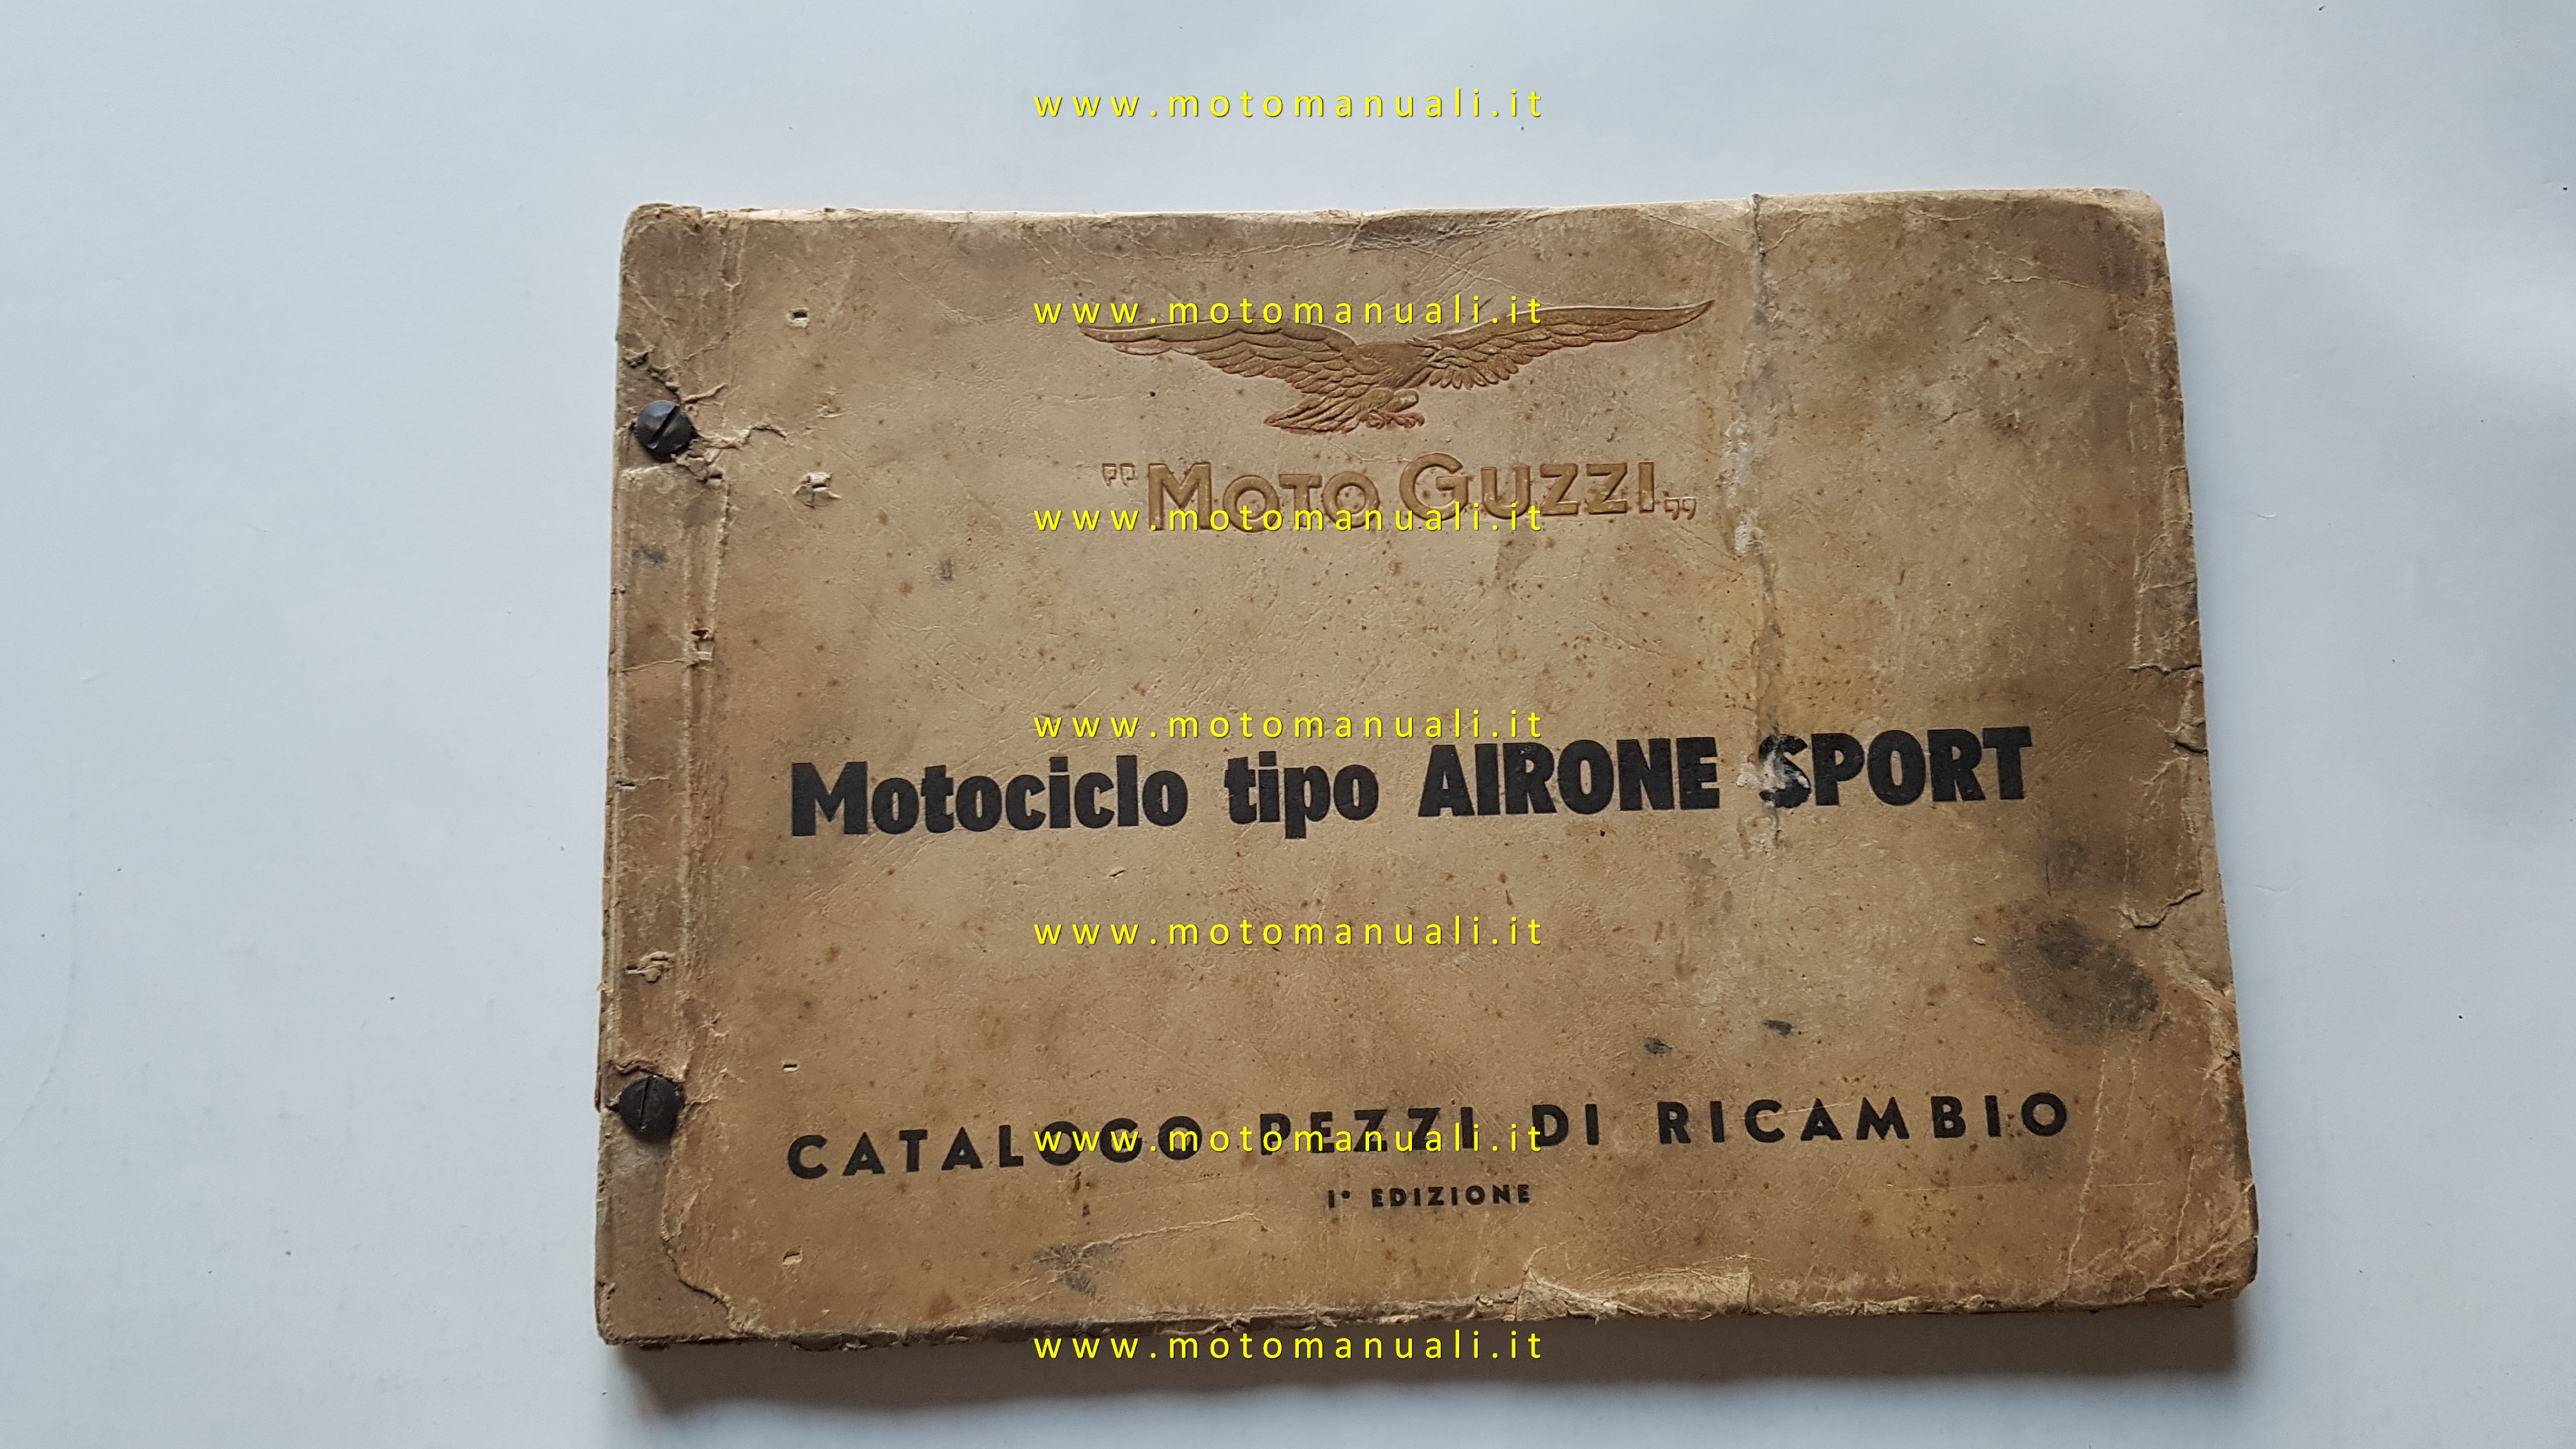 www.motomanuali.it
www.motomanuali.it
"MOTO GUZZI„
www.motomanuali.it
www.motomanuali.it
Motociclo tipo AIRONE SPORT
www.motomanuali.it
CATALOGO PEZZI DI RICAMBIO
www.motomanuali.it
1° EDIZIONE
www.motomanuali.it